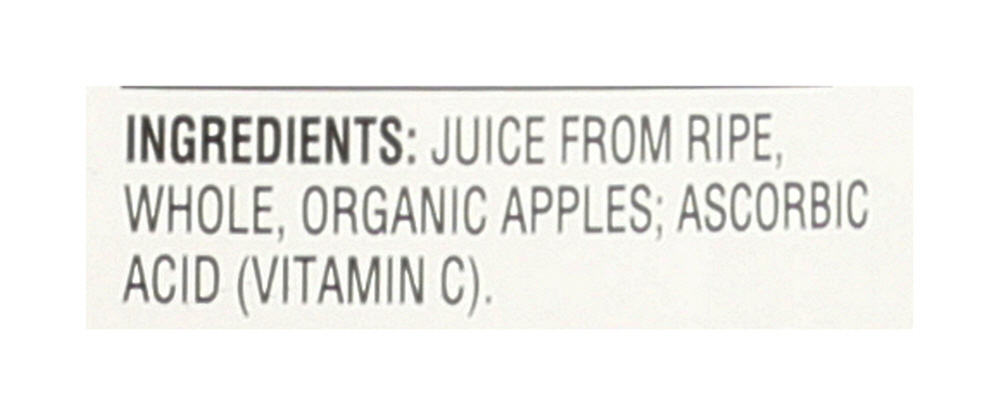 INGREDIENTS: JUICE FROM RIPE,
WHOLE, ORGANIC APPLES; ASCORBIC
ACID (VITAMIN C).